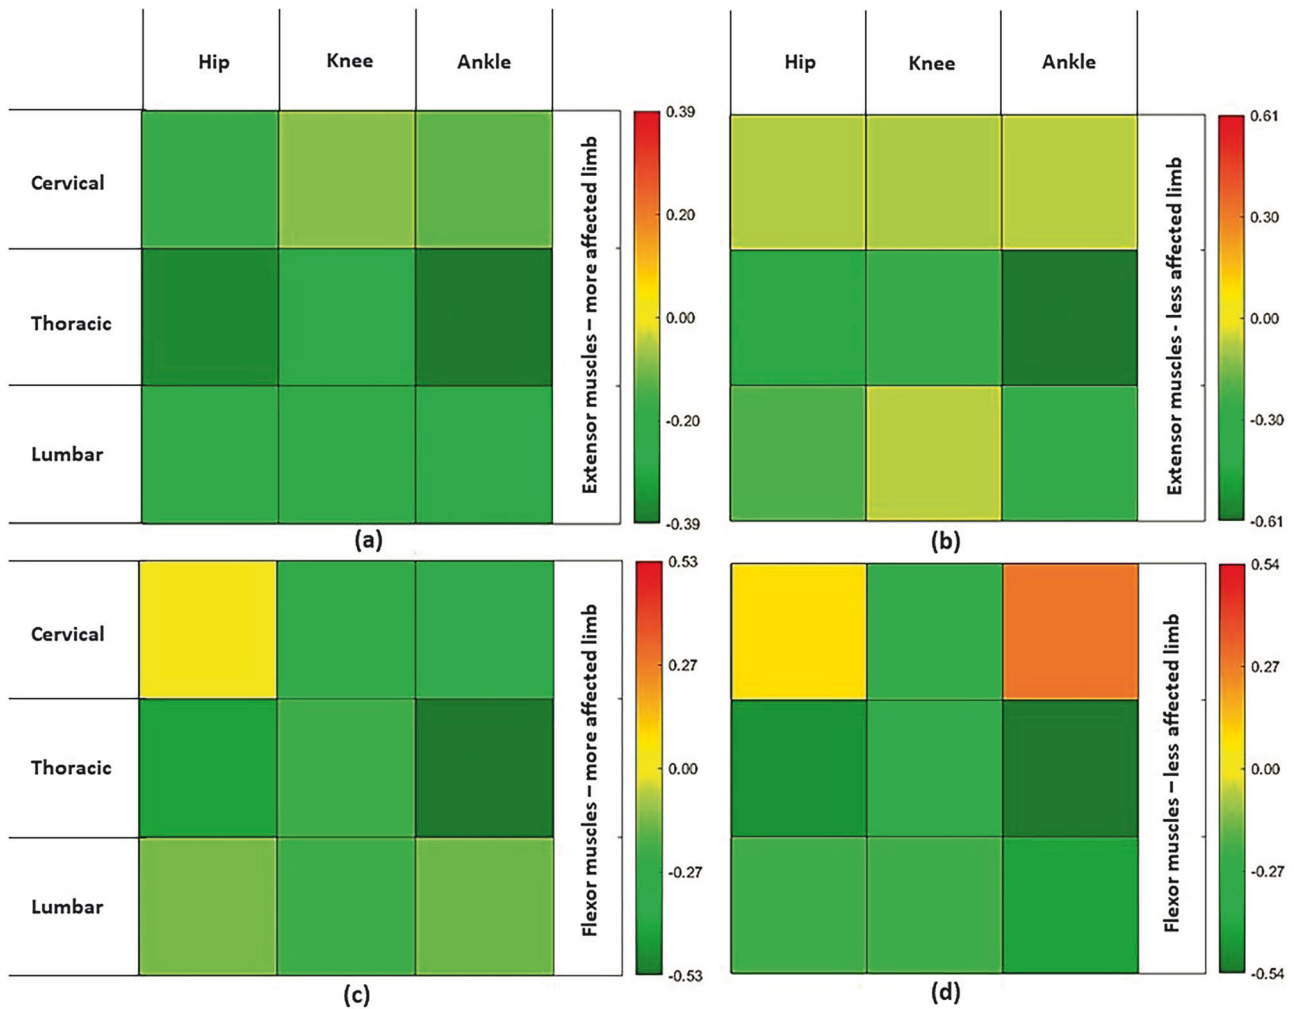 Hip Knee Ankle
Cervical
Thoracic
Lumbar
Extensor muscles – more affected limb
0.39
0.20
0.00
-0.20
-0.39
(a)
Hip Knee Ankle
Extensor muscles - less affected limb
0.61
0.30
0.00
-0.30
-0.61
(b)
Cervical
Thoracic
Lumbar
Flexor muscles – more affected limb
0.53
0.27
0.00
-0.27
-0.53
(c)
Flexor muscles – less affected limb
0.54
0.27
0.00
-0.27
-0.54
(d)